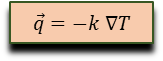 q⃗ = −k ∇T